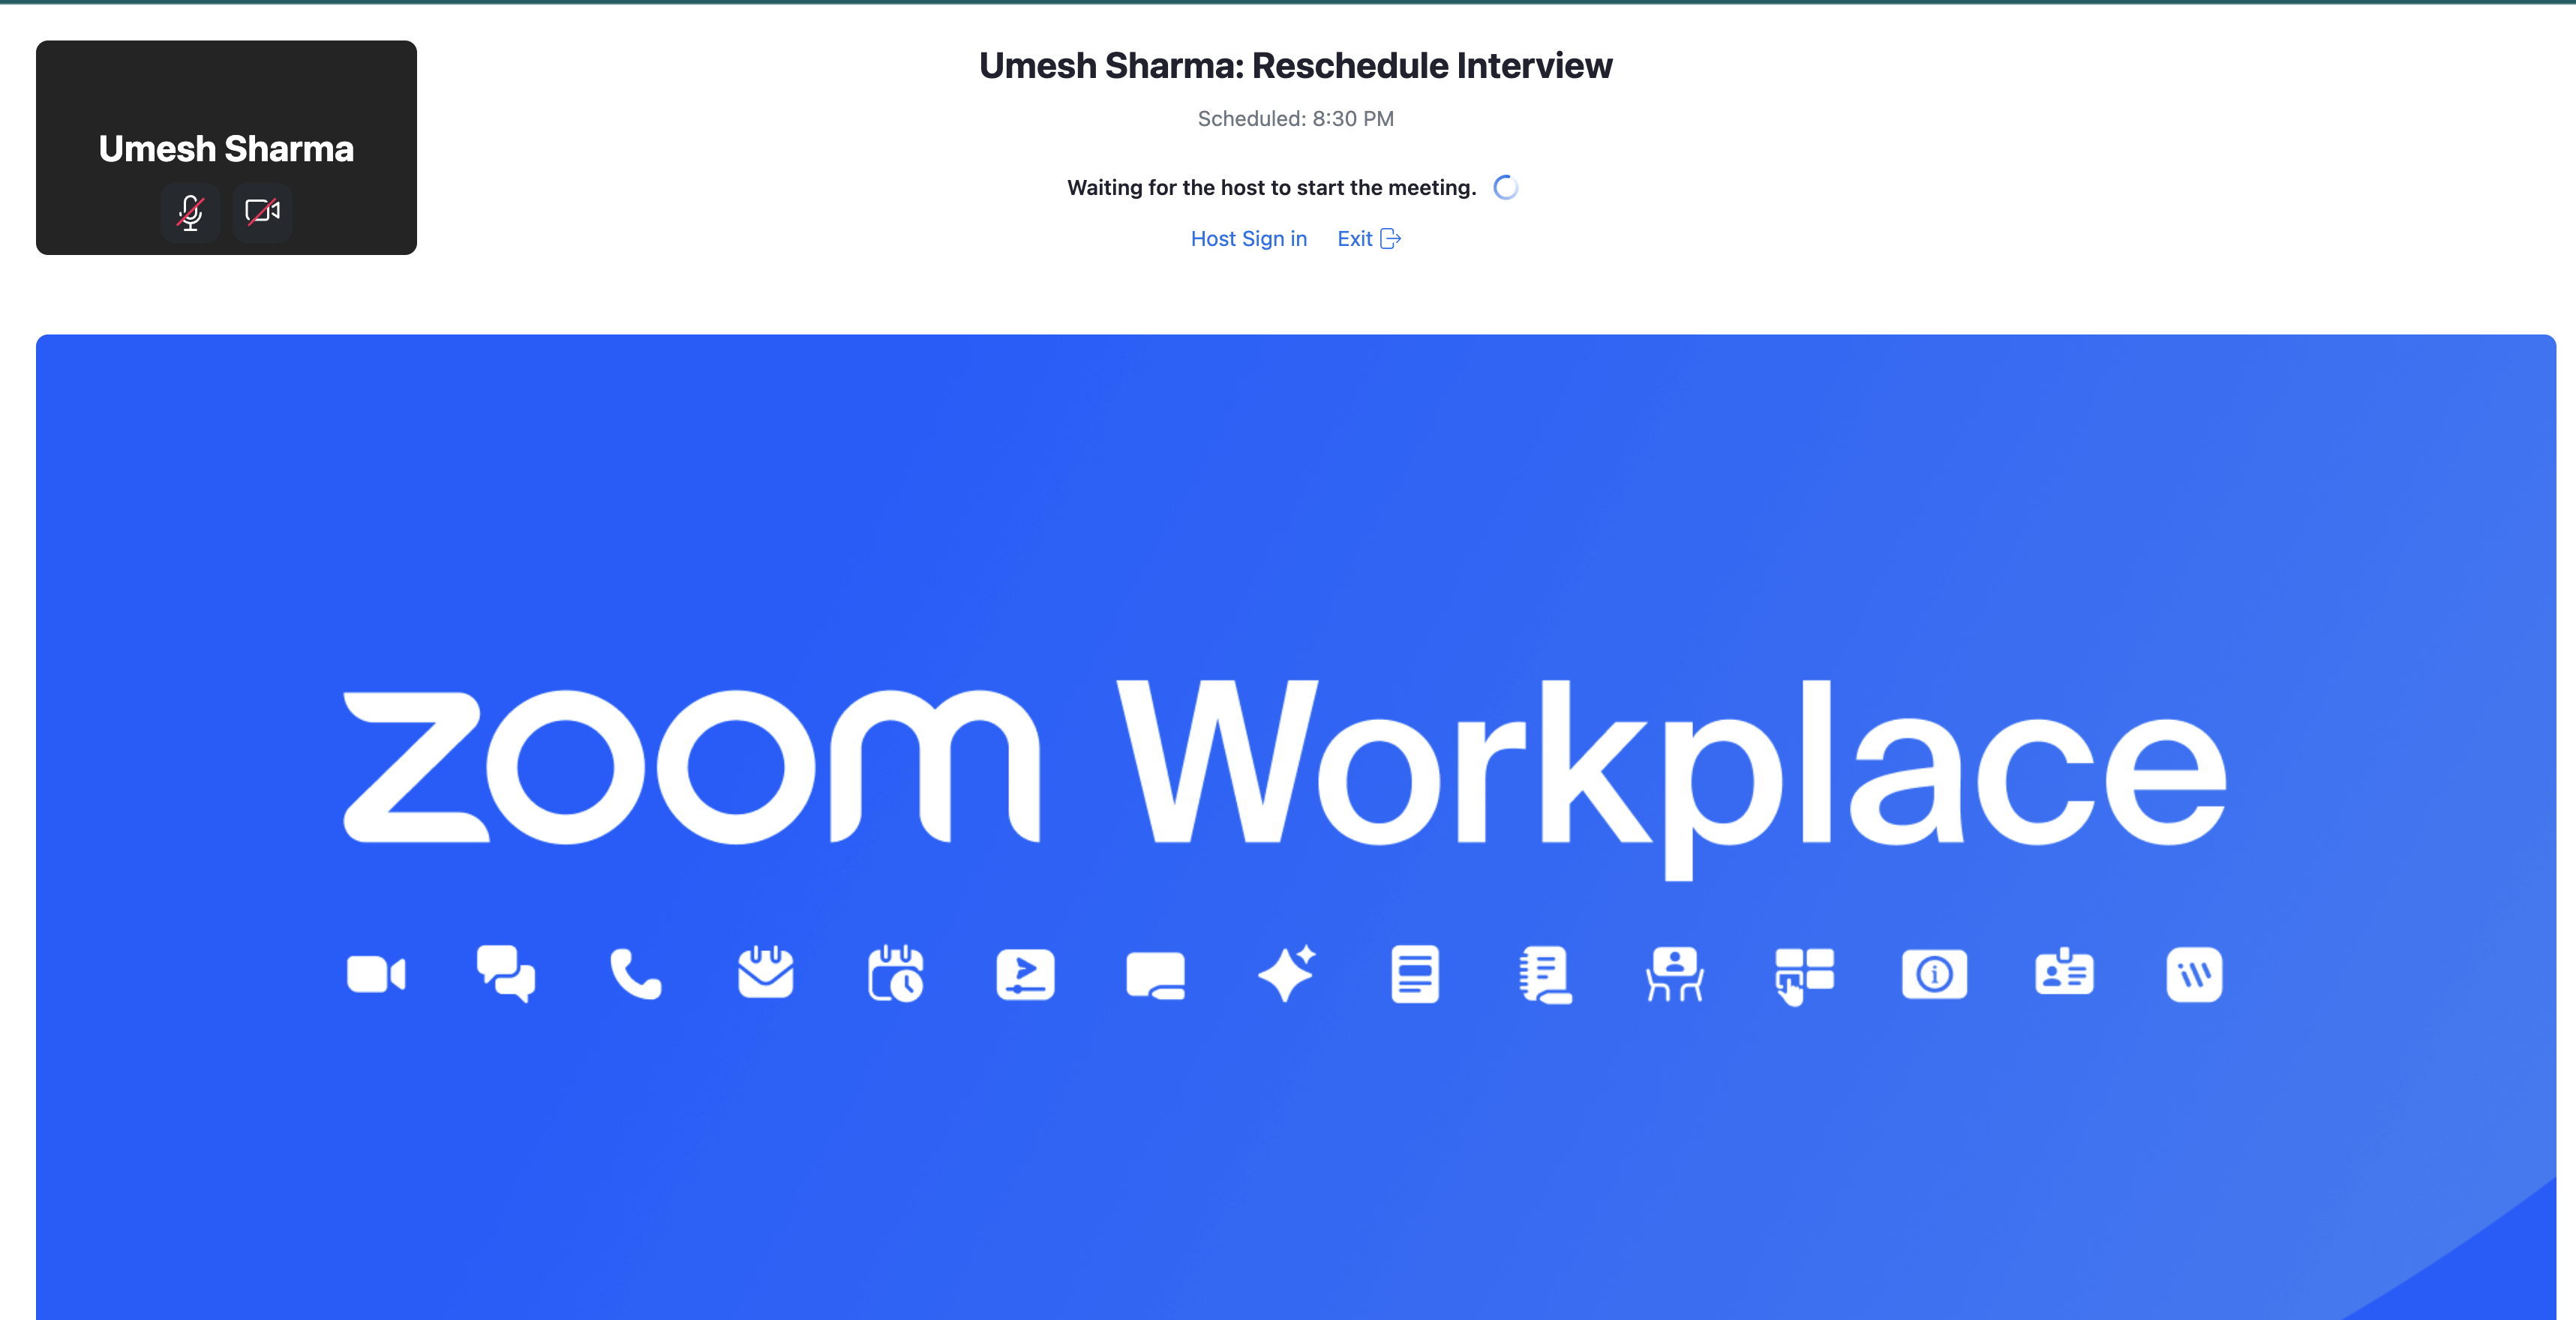 Umesh Sharma
Umesh Sharma: Reschedule Interview
Scheduled: 8:30 PM
Waiting for the host to start the meeting.
Host Sign in Exit
zoom Workplace